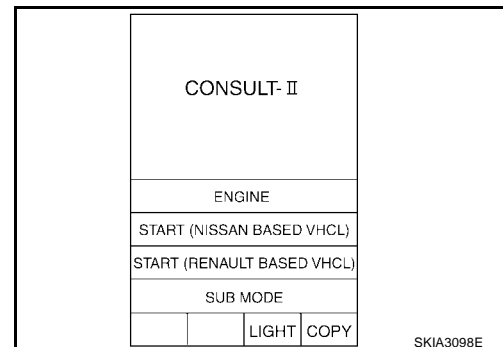 CONSULT-II
ENGINE
START (NISSAN BASED VHCL)
START (RENAULT BASED VHCL)
SUB MODE
LIGHT COPY
SKIA3098E